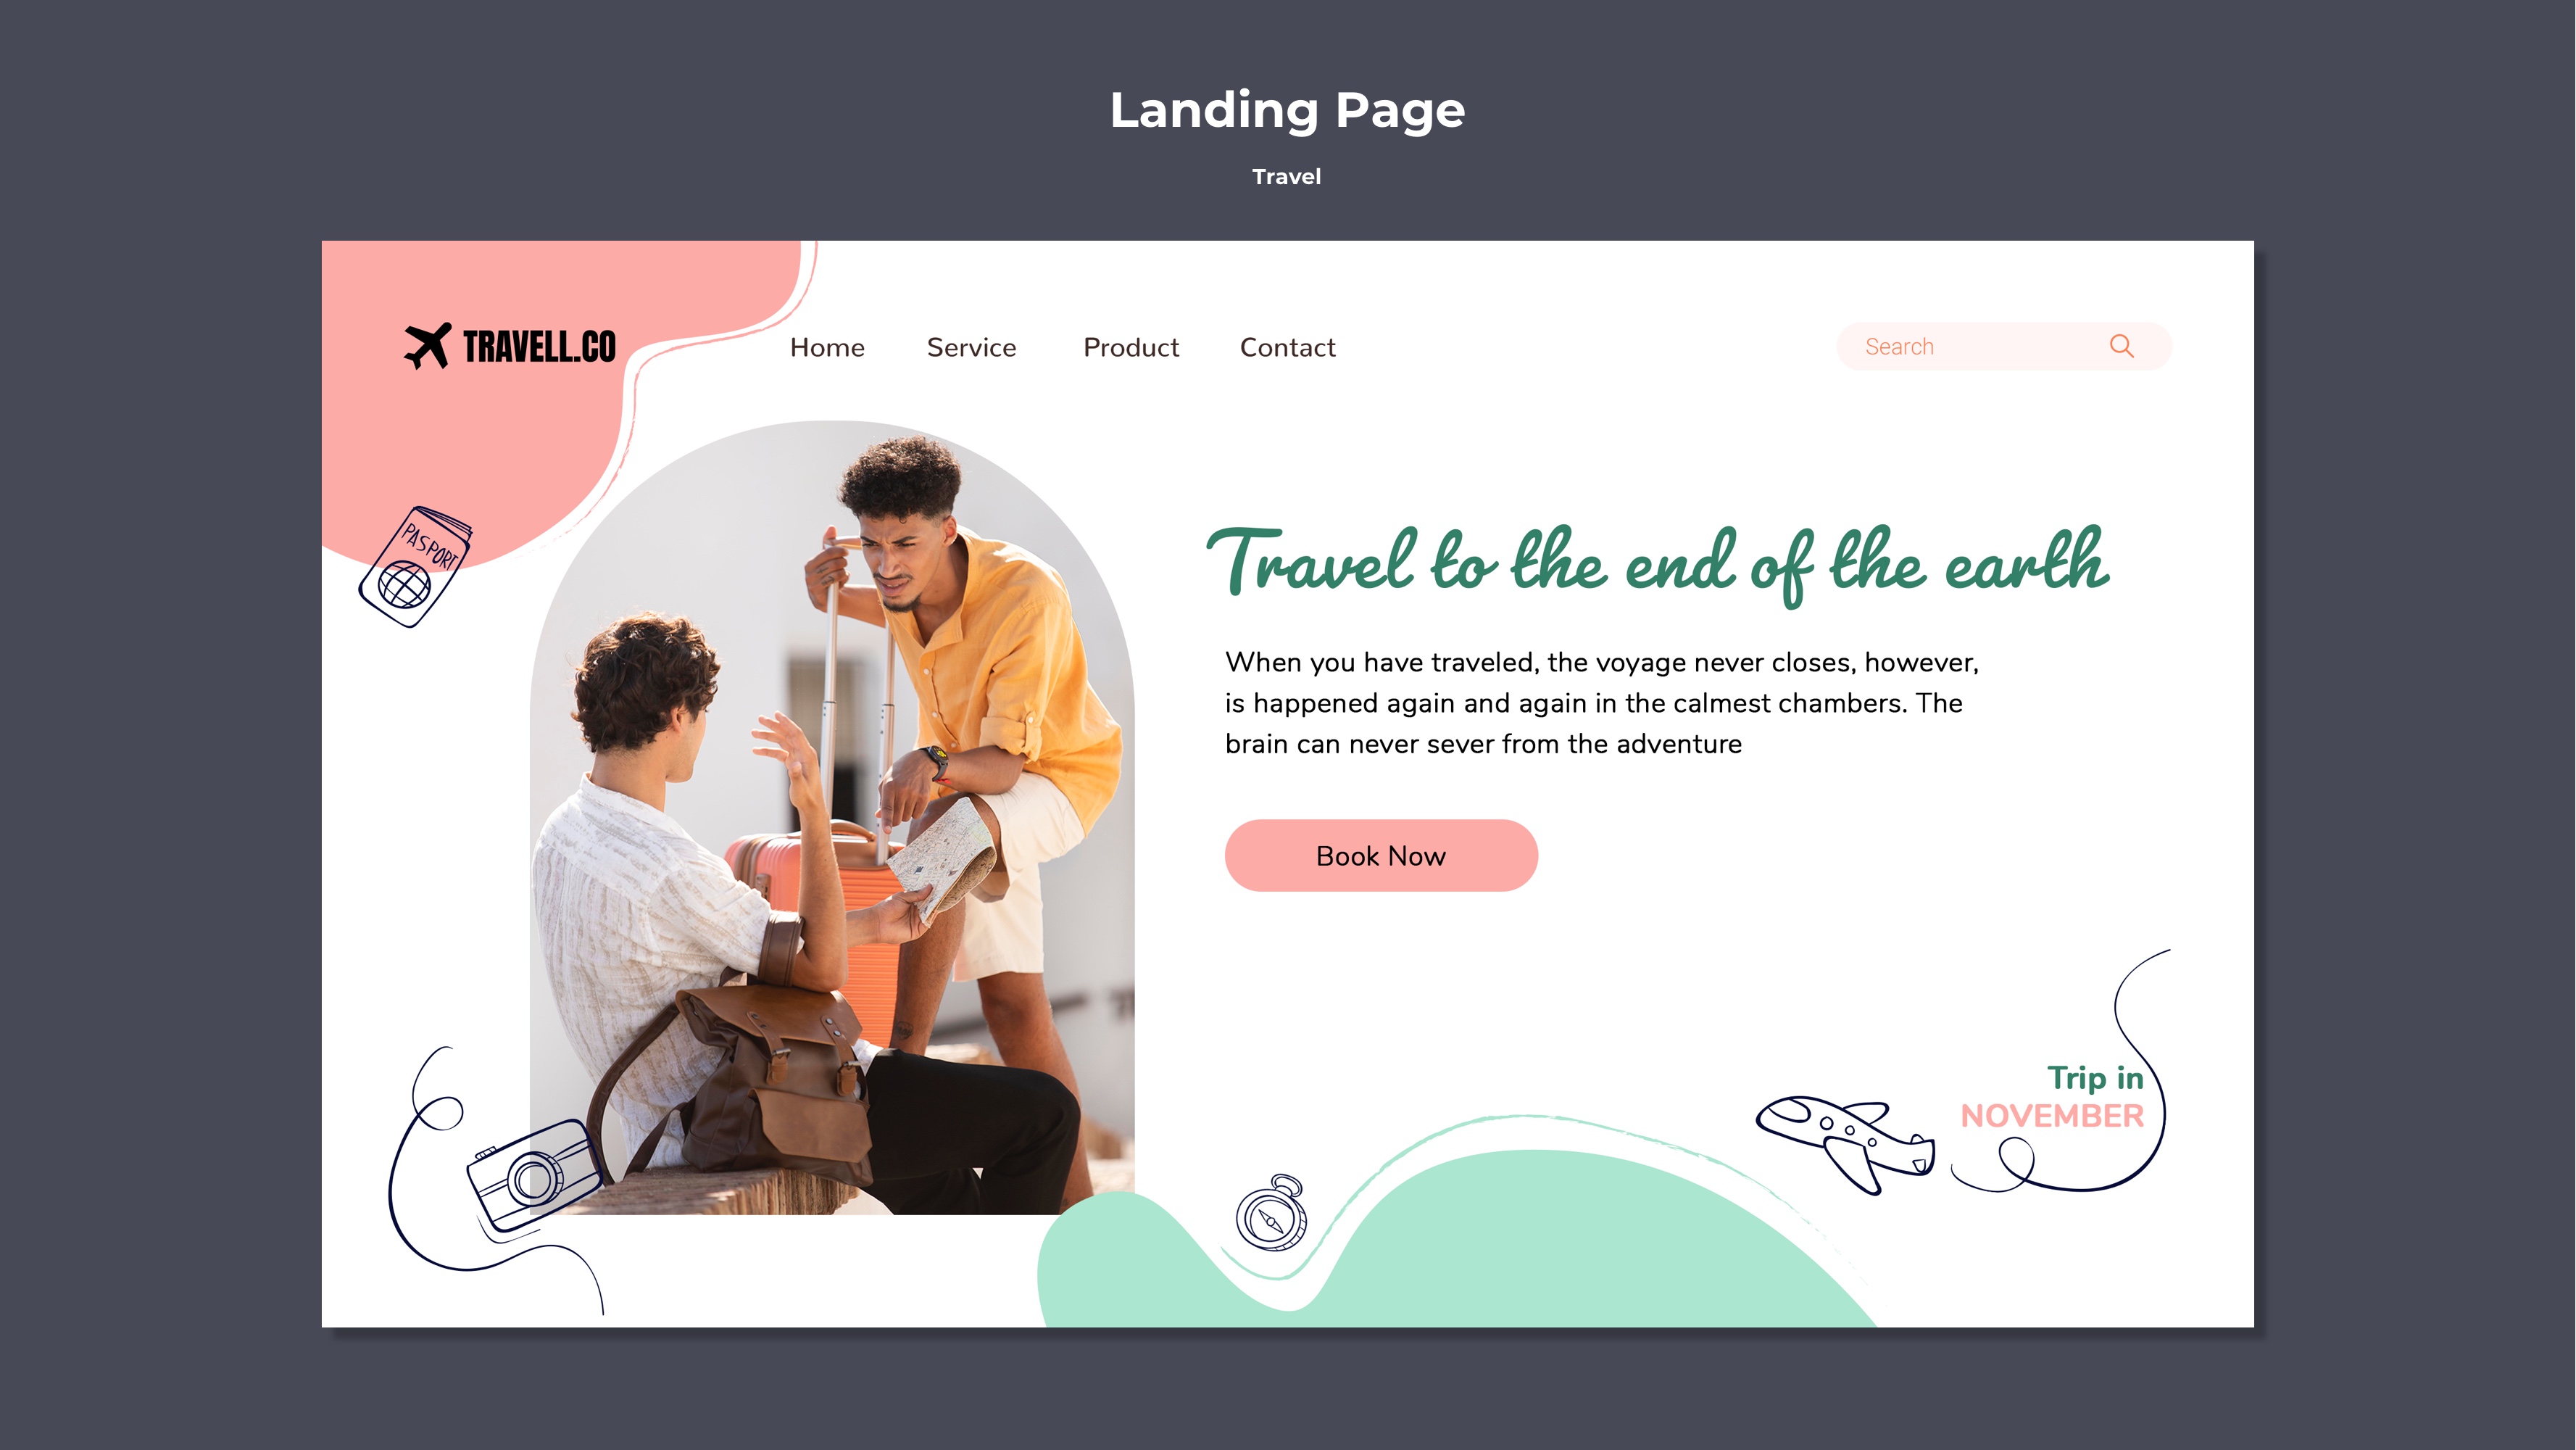 Landing Page
Travel
TRAVELL.CO
Home
Service
Product
Contact
Search
PASPORT
Travel to the end of the earth
When you have traveled, the voyage never closes, however,
is happened again and again in the calmest chambers. The
brain can never sever from the adventure
Book Now
Trip in
NOVEMBER